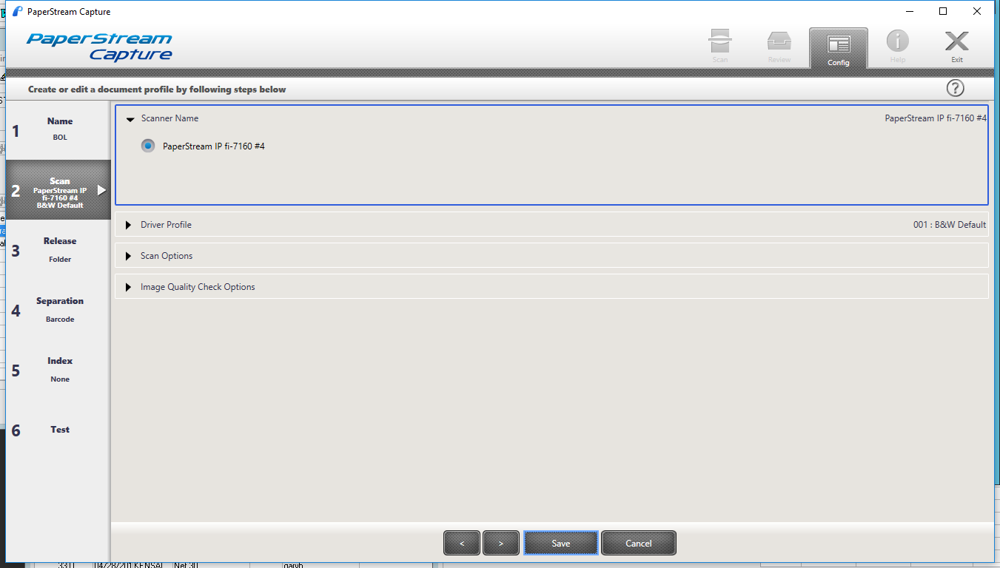 PaperStream Capture
PaperStream
Capture
Scan
Review
Config
Help
Exit
Create or edit a document profile by following steps below
?
1
Name
BOL
2
Scan
PaperStream IP
fi-7160 #4
B&W Default
3
Release
Folder
4
Separation
Barcode
5
Index
None
6
Test
Scanner Name
PaperStream IP fi-7160 #4
PaperStream IP fi-7160 #4
Driver Profile
001 : B&W Default
Scan Options
Image Quality Check Options
<
>
Save
Cancel
Net 30